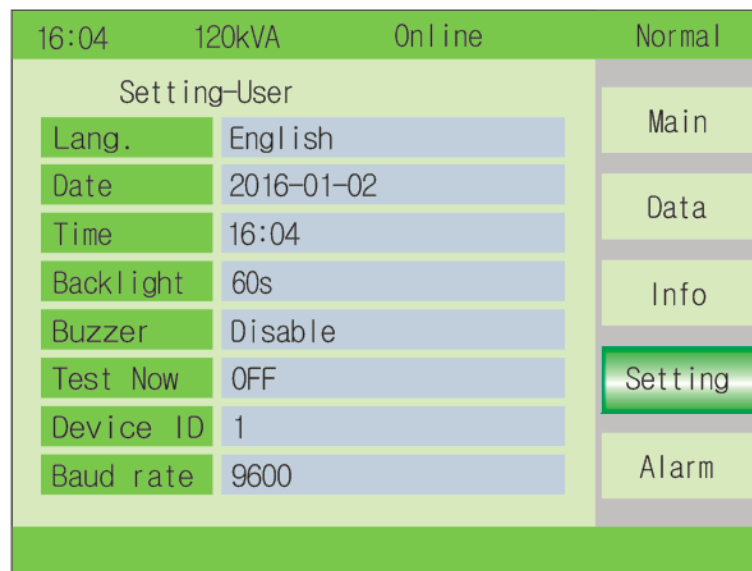 16:04 120kVA Online Normal
Setting-User
Lang. English
Date 2016-01-02
Time 16:04
Backlight 60s
Buzzer Disable
Test Now OFF
Device ID 1
Baud rate 9600
Main
Data
Info
Setting
Alarm